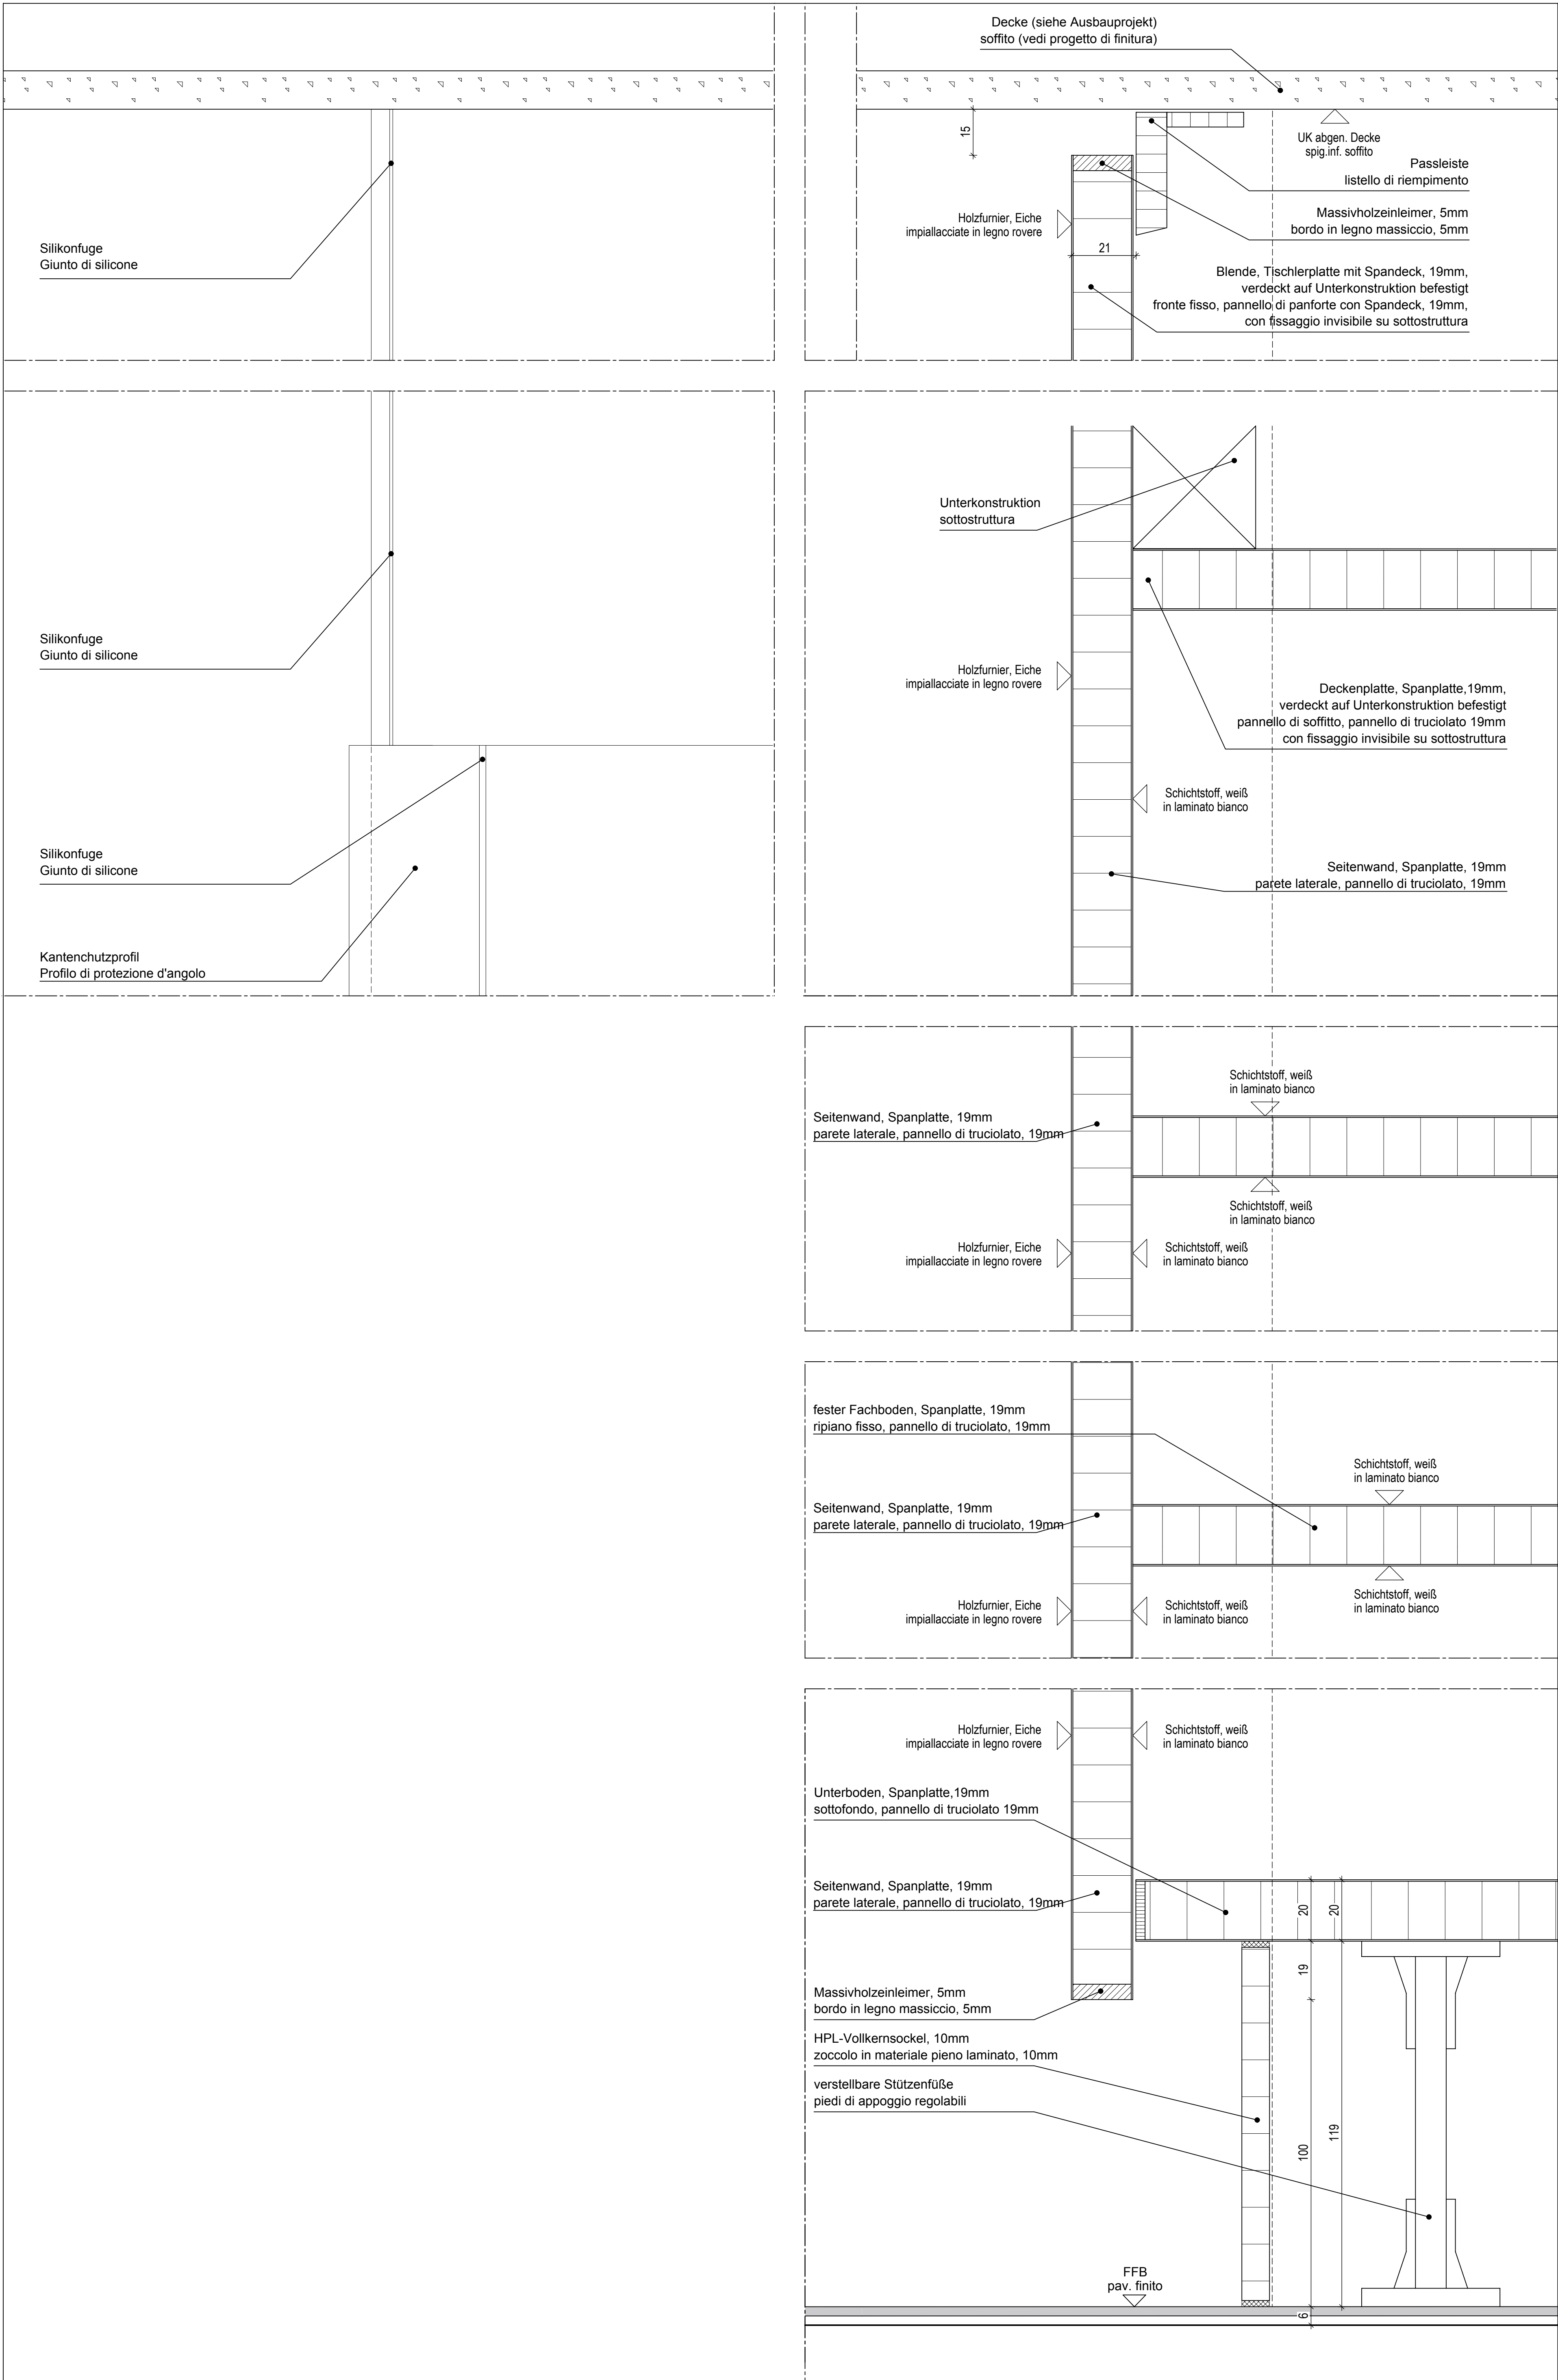 Decke (siehe Ausbauprojekt)
soffito (vedi progetto di finitura)
15
UK abgen. Decke
spig.inf. soffito
Passleiste
listello di riempimento
Holzfurnier, Eiche
impiallacciate in legno rovere
Massivholzeinleimer, 5mm
bordo in legno massiccio, 5mm
21
Silikonfuge
Giunto di silicone
Blende, Tischlerplatte mit Spandeck, 19mm,
verdeckt auf Unterkonstruktion befestigt
fronte fisso, pannello di panforte con Spandeck, 19mm,
con fissaggio invisibile su sottostruttura
Unterkonstruktion
sottostruttura
Silikonfuge
Giunto di silicone
Holzfurnier, Eiche
impiallacciate in legno rovere
Deckenplatte, Spanplatte,19mm,
verdeckt auf Unterkonstruktion befestigt
pannello di soffitto, pannello di truciolato 19mm
con fissaggio invisibile su sottostruttura
Schichtstoff, weiß
in laminato bianco
Silikonfuge
Giunto di silicone
Seitenwand, Spanplatte, 19mm
parete laterale, pannello di truciolato, 19mm
Kantenchutzprofil
Profilo di protezione d'angolo
Schichtstoff, weiß
in laminato bianco
Seitenwand, Spanplatte, 19mm
parete laterale, pannello di truciolato, 19mm
Schichtstoff, weiß
in laminato bianco
Holzfurnier, Eiche
impiallacciate in legno rovere
Schichtstoff, weiß
in laminato bianco
fester Fachboden, Spanplatte, 19mm
ripiano fisso, pannello di truciolato, 19mm
Schichtstoff, weiß
in laminato bianco
Seitenwand, Spanplatte, 19mm
parete laterale, pannello di truciolato, 19mm
Schichtstoff, weiß
in laminato bianco
Holzfurnier, Eiche
impiallacciate in legno rovere
Schichtstoff, weiß
in laminato bianco
Holzfurnier, Eiche
impiallacciate in legno rovere
Schichtstoff, weiß
in laminato bianco
Unterboden, Spanplatte,19mm
sottofondo, pannello di truciolato 19mm
Seitenwand, Spanplatte, 19mm
parete laterale, pannello di truciolato, 19mm
20
20
19
Massivholzeinleimer, 5mm
bordo in legno massiccio, 5mm
HPL-Vollkernsockel, 10mm
zoccolo in materiale pieno laminato, 10mm
verstellbare Stützenfüße
piedi di appoggio regolabili
100
119
FFB
pav. finito
6